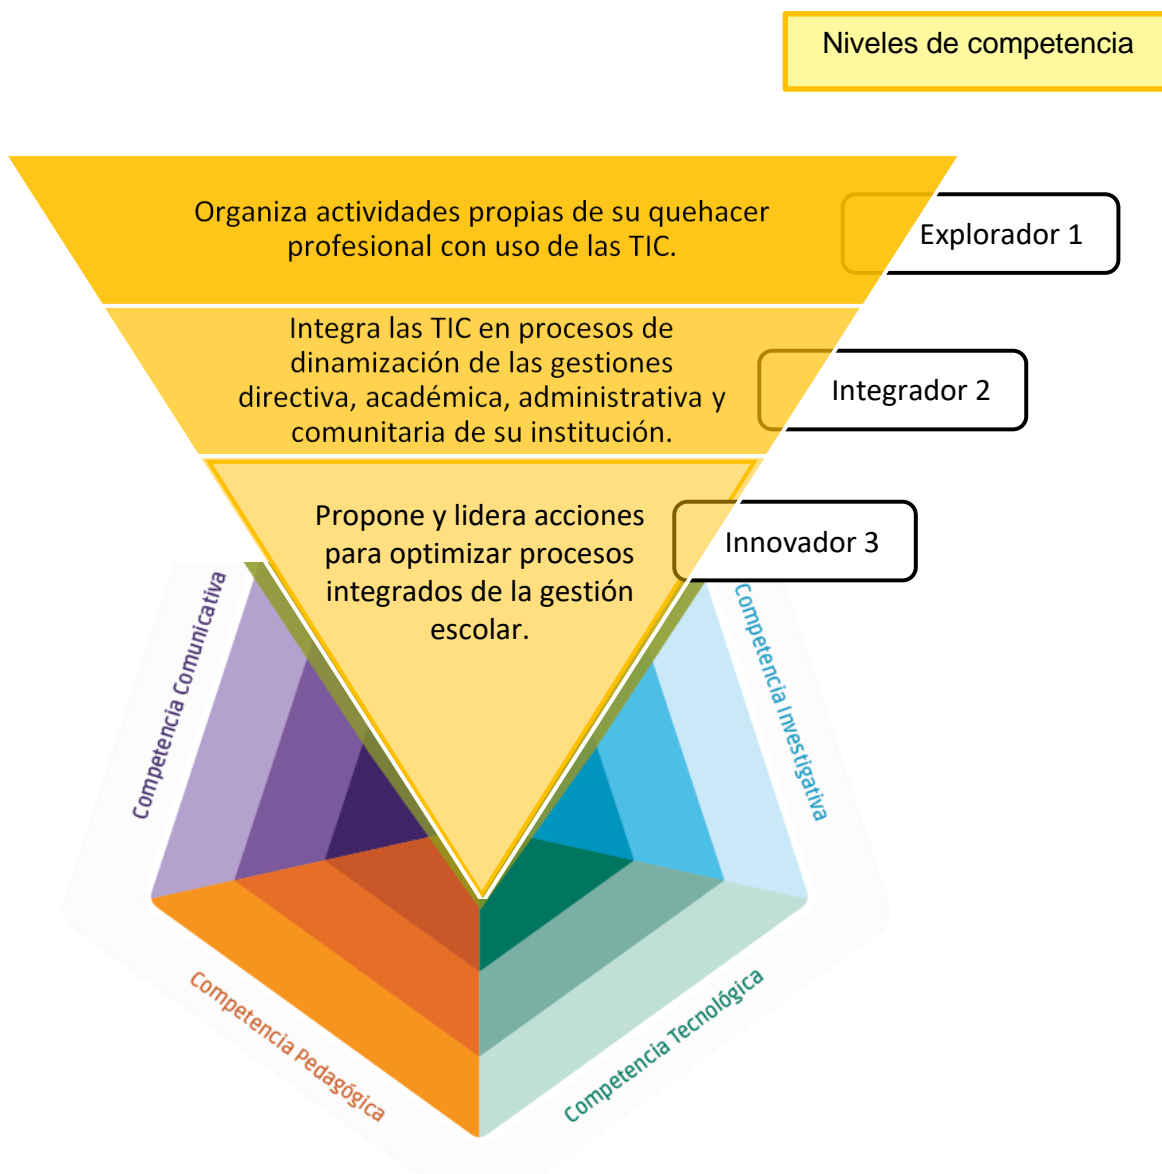 Niveles de competencia
Organiza actividades propias de su quehacer
profesional con uso de las TIC.
Explorador 1
Integra las TIC en procesos de
dinamización de las gestiones
directiva, académica, administrativa y
comunitaria de su institución.
Integrador 2
Propone y lidera acciones
para optimizar procesos
integrados de la gestión
escolar.
Innovador 3
Competencia Comunicativa
Competencia Investigativa
Competencia Pedagógica
Competencia Tecnológica